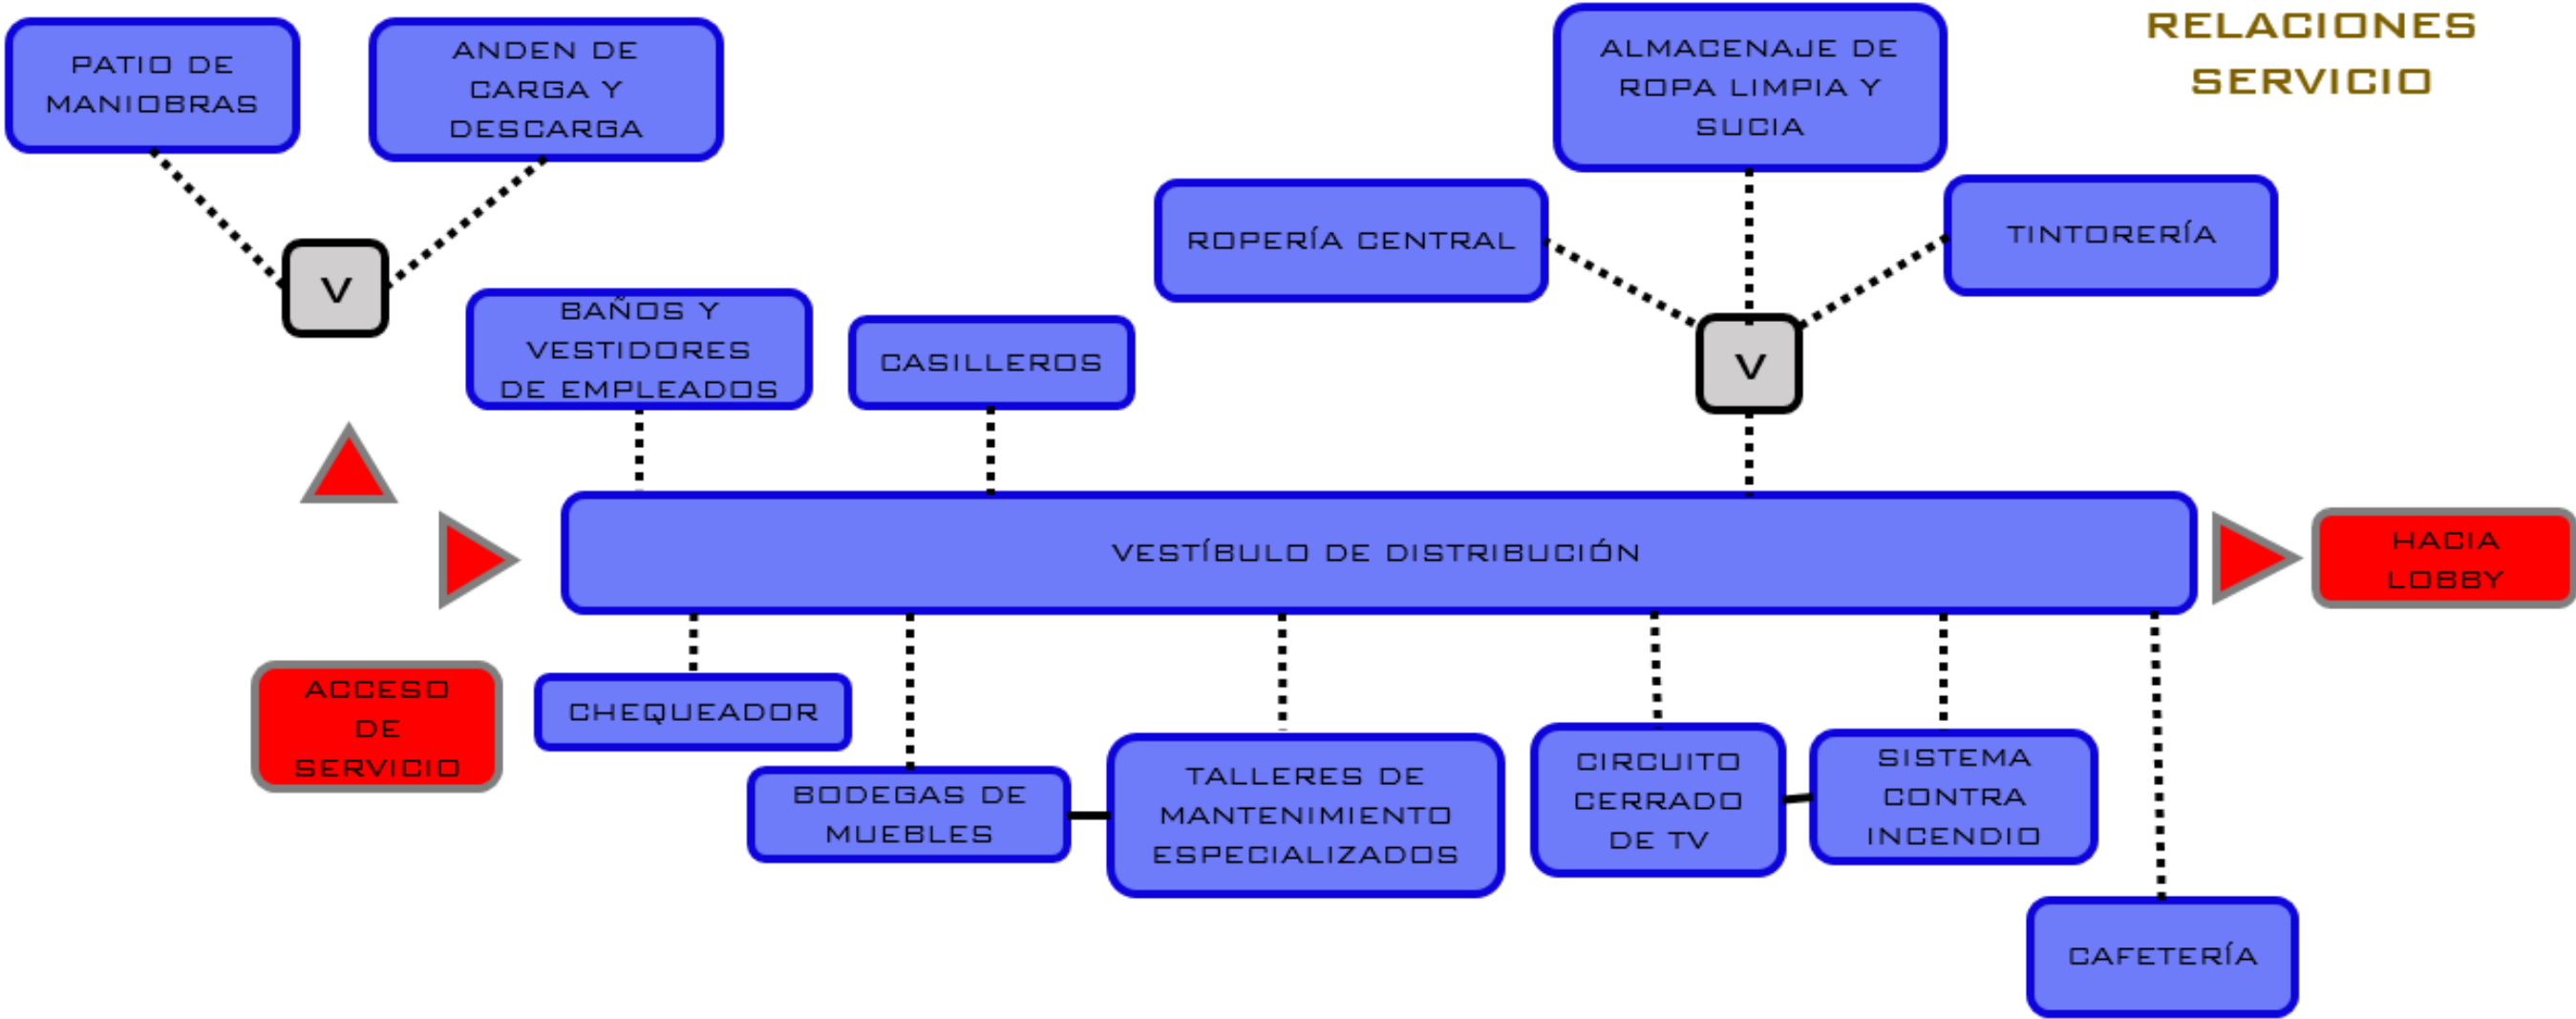 RELACIONES
SERVICIO
PATIO DE
MANIOBRAS
ANDEN DE
CARGA Y
DESCARGA
ALMACENAJE DE
ROPA LIMPIA Y
SUCIA
ROPERÍA CENTRAL
TINTORERÍA
V
BAÑOS Y
VESTIDORES
DE EMPLEADOS
CASILLEROS
V
VESTÍBULO DE DISTRIBUCIÓN
HACIA
LOBBY
ACCESO
DE
SERVICIO
CHEQUEADOR
BODEGAS DE
MUEBLES
TALLERES DE
MANTENIMIENTO
ESPECIALIZADOS
CIRCUITO
CERRADO
DE TV
SISTEMA
CONTRA
INCENDIO
CAFETERÍA